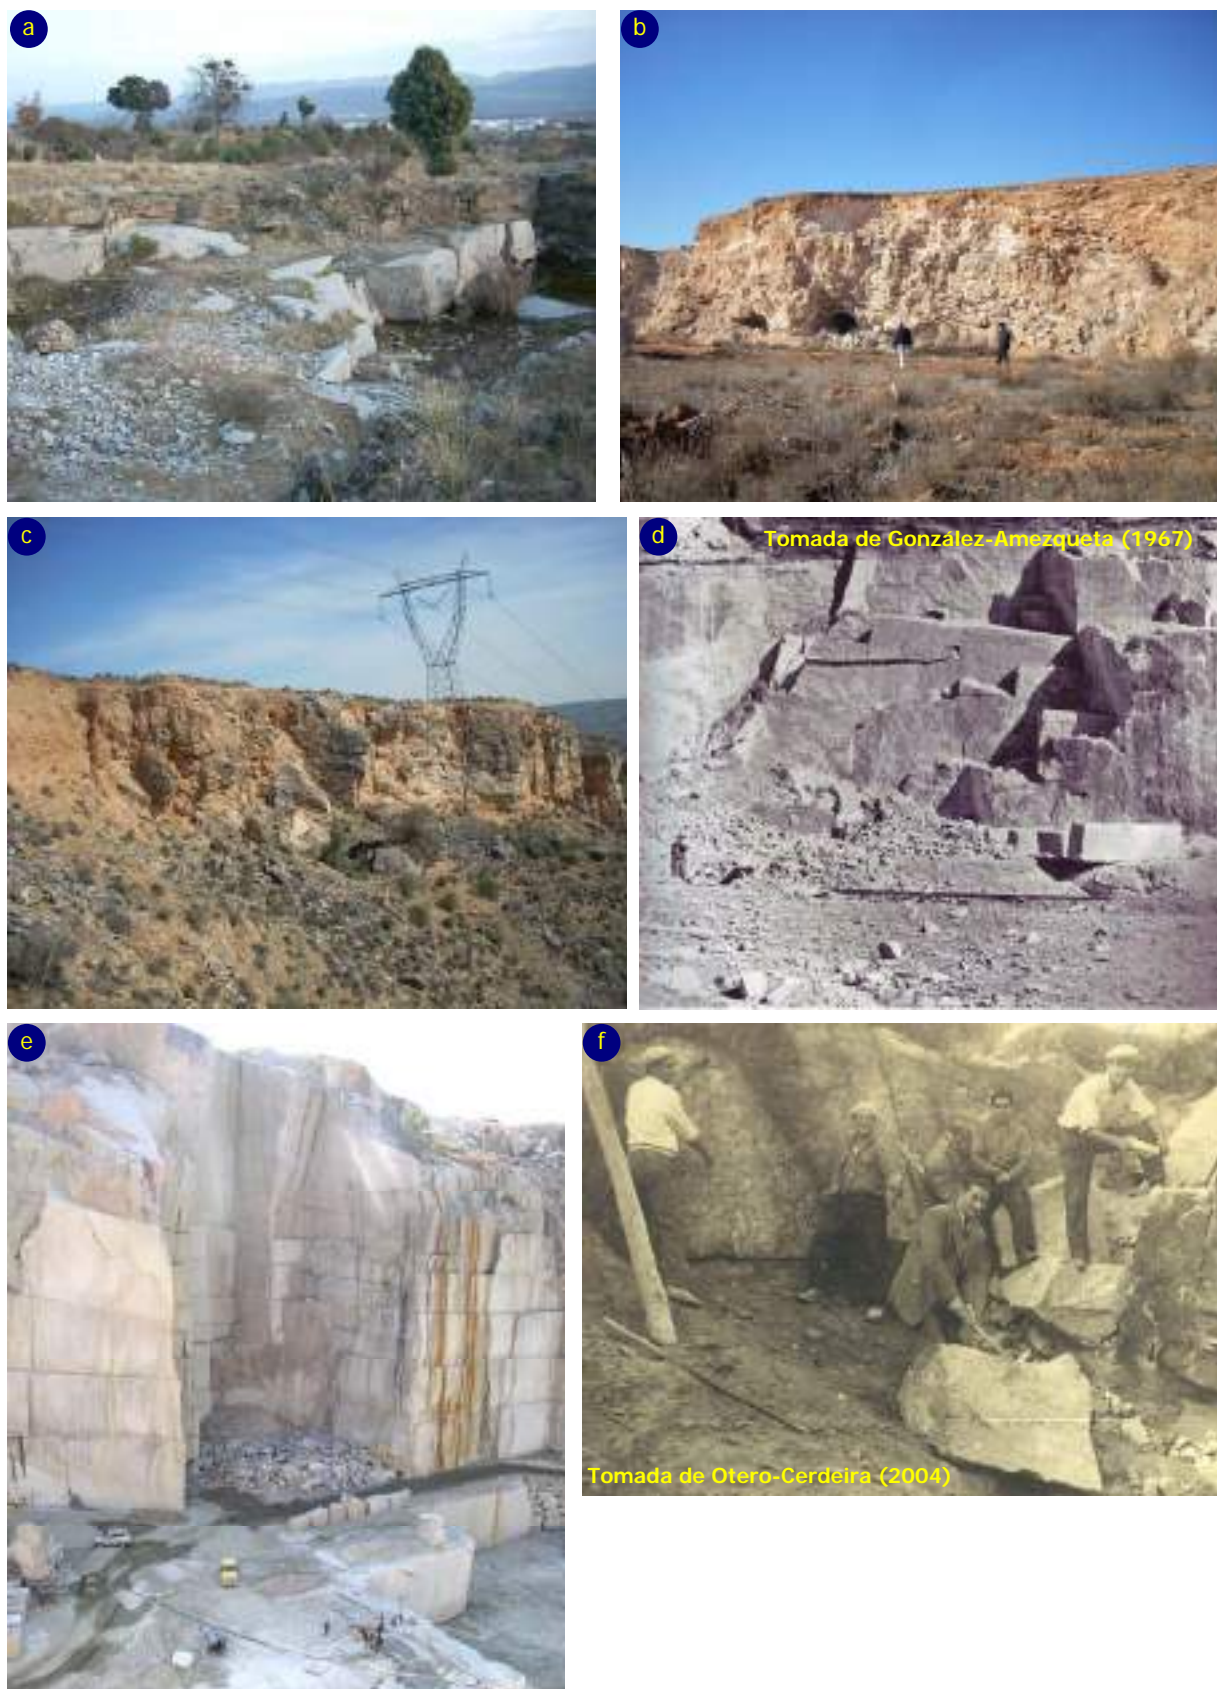 a
b
c
d
Tomada de González-Amezqueta (1967)
e
f
Tomada de Otero-Cerdeira (2004)